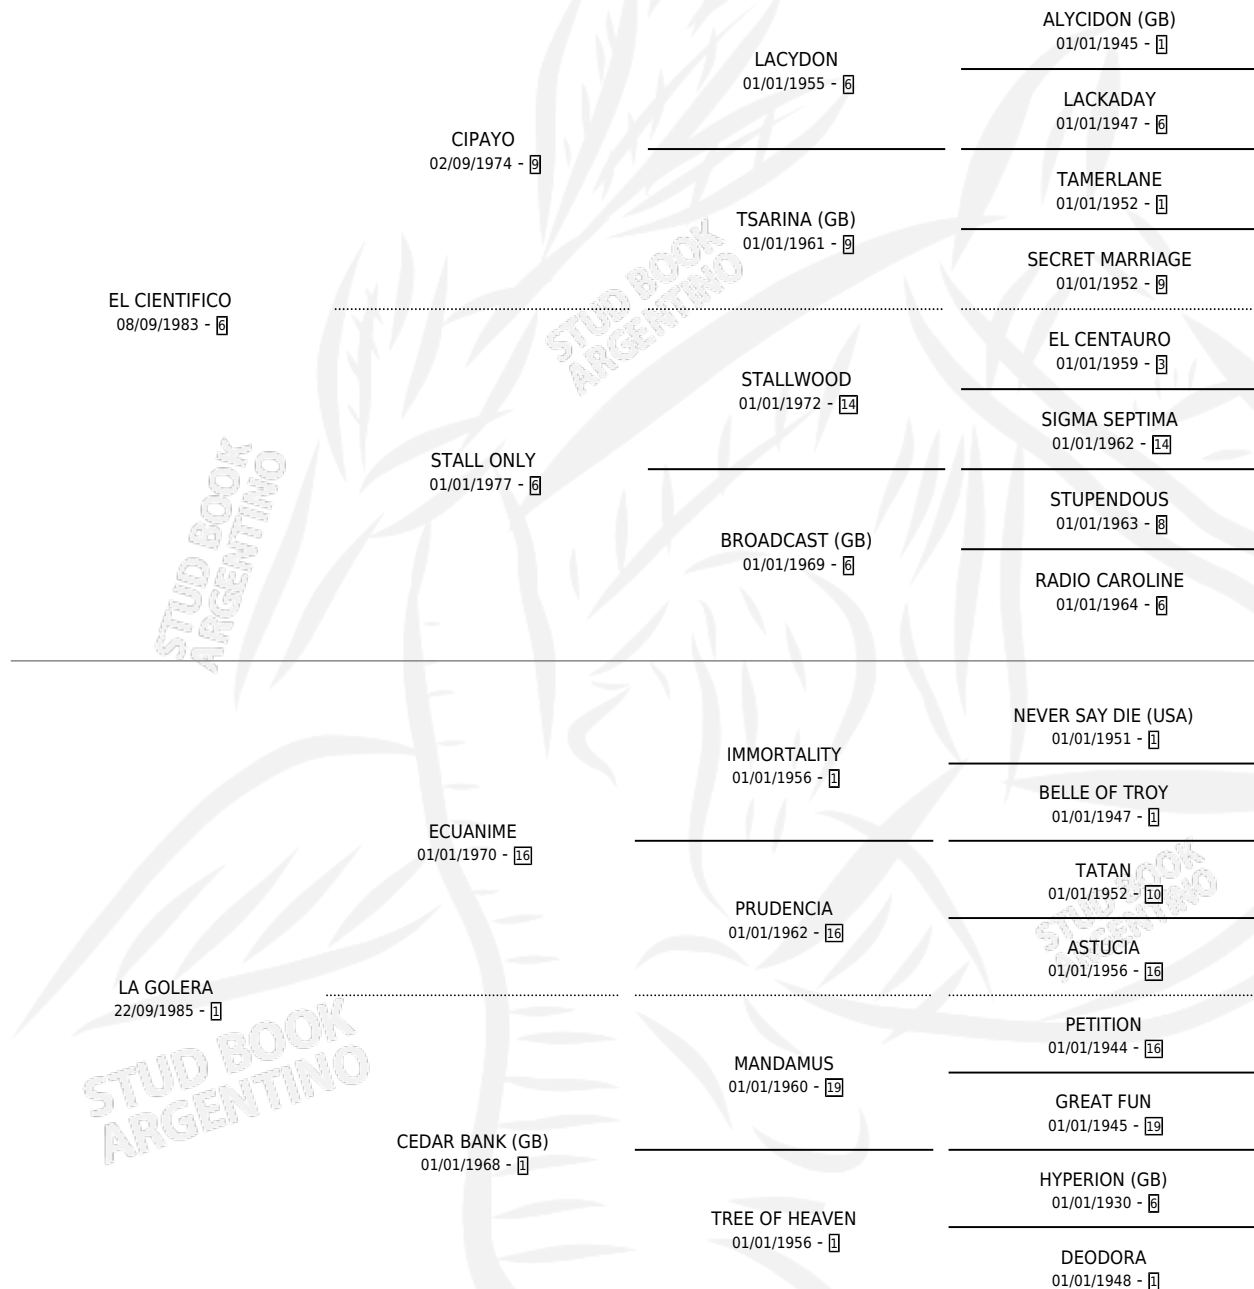 ALYCIDON (GB)
01/01/1945 - 1
LACYDON
01/01/1955 - 6
LACKADAY
01/01/1947 - 6
CIPAYO
02/09/1974 - 9
TAMERLANE
01/01/1952 - 1
TSARINA (GB)
01/01/1961 - 9
SECRET MARRIAGE
01/01/1952 - 9
EL CIENTIFICO
08/09/1983 - 6
EL CENTAURO
01/01/1959 - 3
STALLWOOD
01/01/1972 - 14
SIGMA SEPTIMA
01/01/1962 - 14
STALL ONLY
01/01/1977 - 6
STUPENDOUS
01/01/1963 - 8
BROADCAST (GB)
01/01/1969 - 6
RADIO CAROLINE
01/01/1964 - 6
NEVER SAY DIE (USA)
01/01/1951 - 1
IMMORTALITY
01/01/1956 - 1
BELLE OF TROY
01/01/1947 - 1
ECUANIME
01/01/1970 - 16
TATAN
01/01/1952 - 10
PRUDENCIA
01/01/1962 - 16
ASTUCIA
01/01/1956 - 16
LA GOLERA
22/09/1985 - 1
PETITION
01/01/1944 - 16
MANDAMUS
01/01/1960 - 19
GREAT FUN
01/01/1945 - 19
CEDAR BANK (GB)
01/01/1968 - 1
HYPERION (GB)
01/01/1930 - 6
TREE OF HEAVEN
01/01/1956 - 1
DEODORA
01/01/1948 - 1
STUD BOOK
ARGENTINO
STUD BOOK
ARGENTINO
STUD BOOK
ARGENTINO
STUD BOOK
ARGENTINO